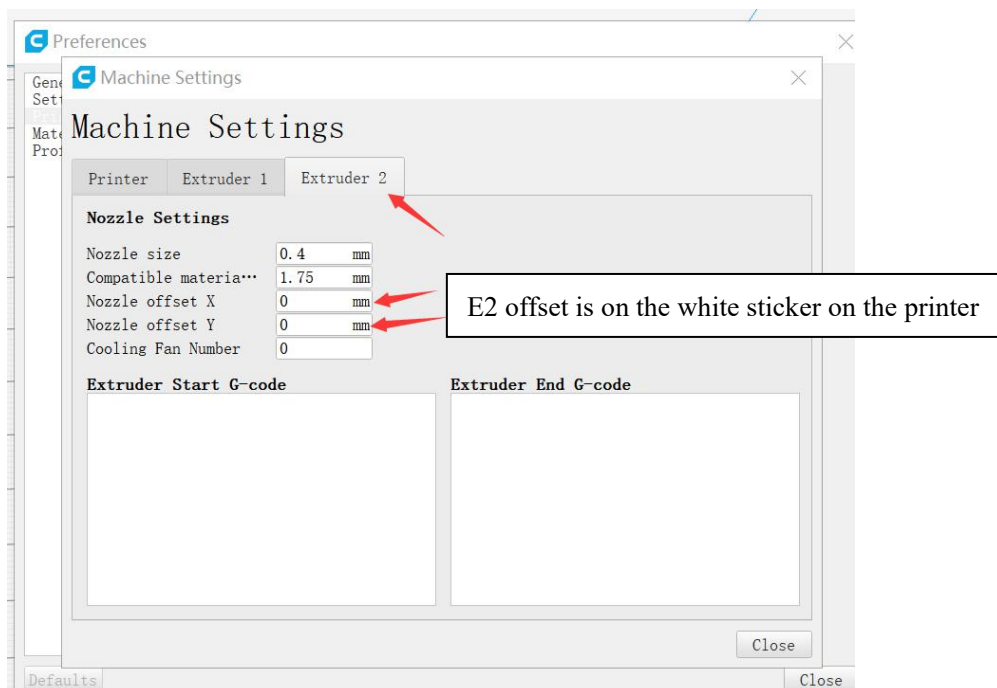 Preferences
Machine Settings
Gene
Sett
Pri
Mate
Prof
Machine Settings
Printer
Extruder 1
Extruder 2
Nozzle Settings
Nozzle size
0.4 mm
Compatible materia…
1.75 mm
Nozzle offset X
0 mm
Nozzle offset Y
0 mm
Cooling Fan Number
0
E2 offset is on the white sticker on the printer
Extruder Start G-code
Extruder End G-code
Close
Defaults
Close